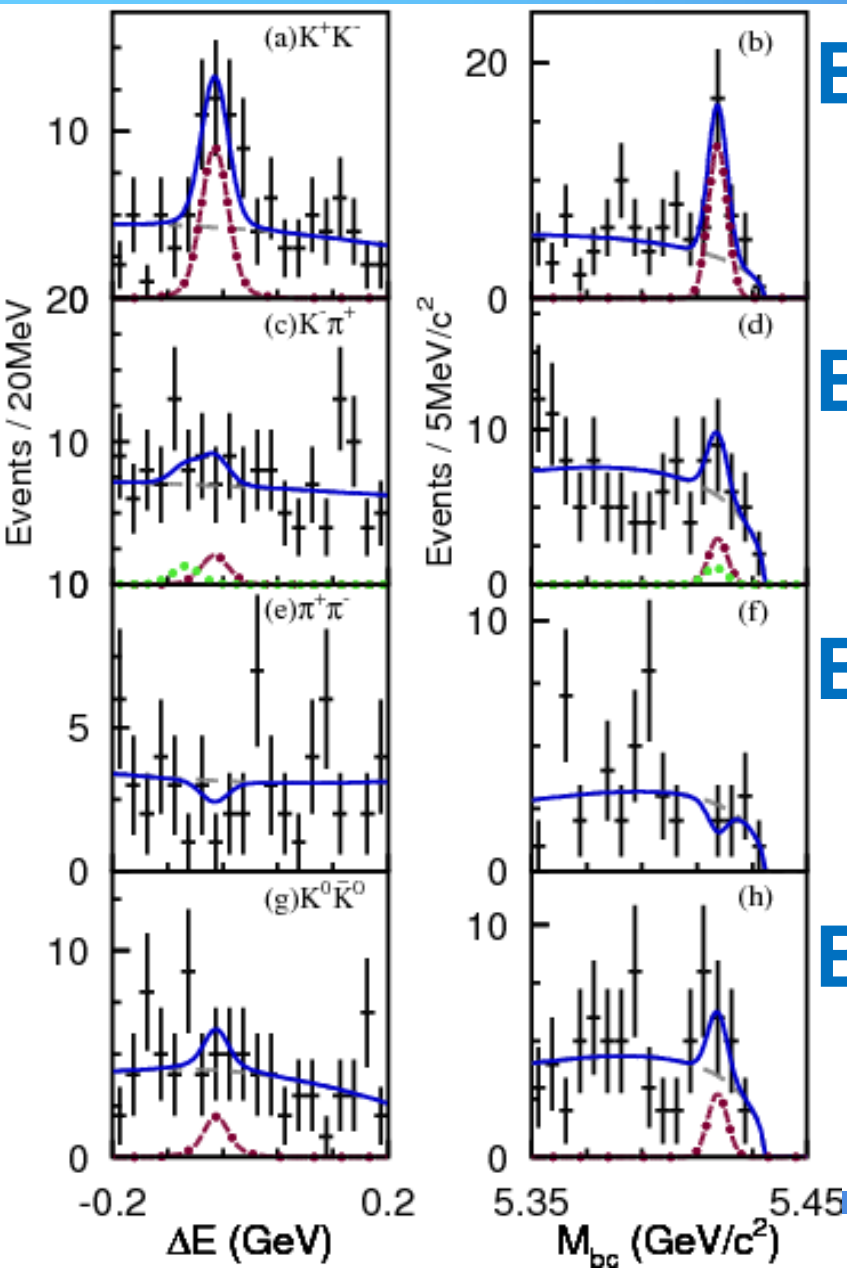 (a)K⁺K⁻
(b)
10
20
0
20
(c)K⁻π⁺
(d)
10
10
0
10
(e)π⁺π⁻
(f)
10
5
0
(g)K⁰K̄⁰
(h)
10
10
0
0
Events / 20MeV
Events / 5MeV/c²
-0.2
0.2
5.35
5.45
ΔE (GeV)
M_bc (GeV/c²)
E
E
E
E